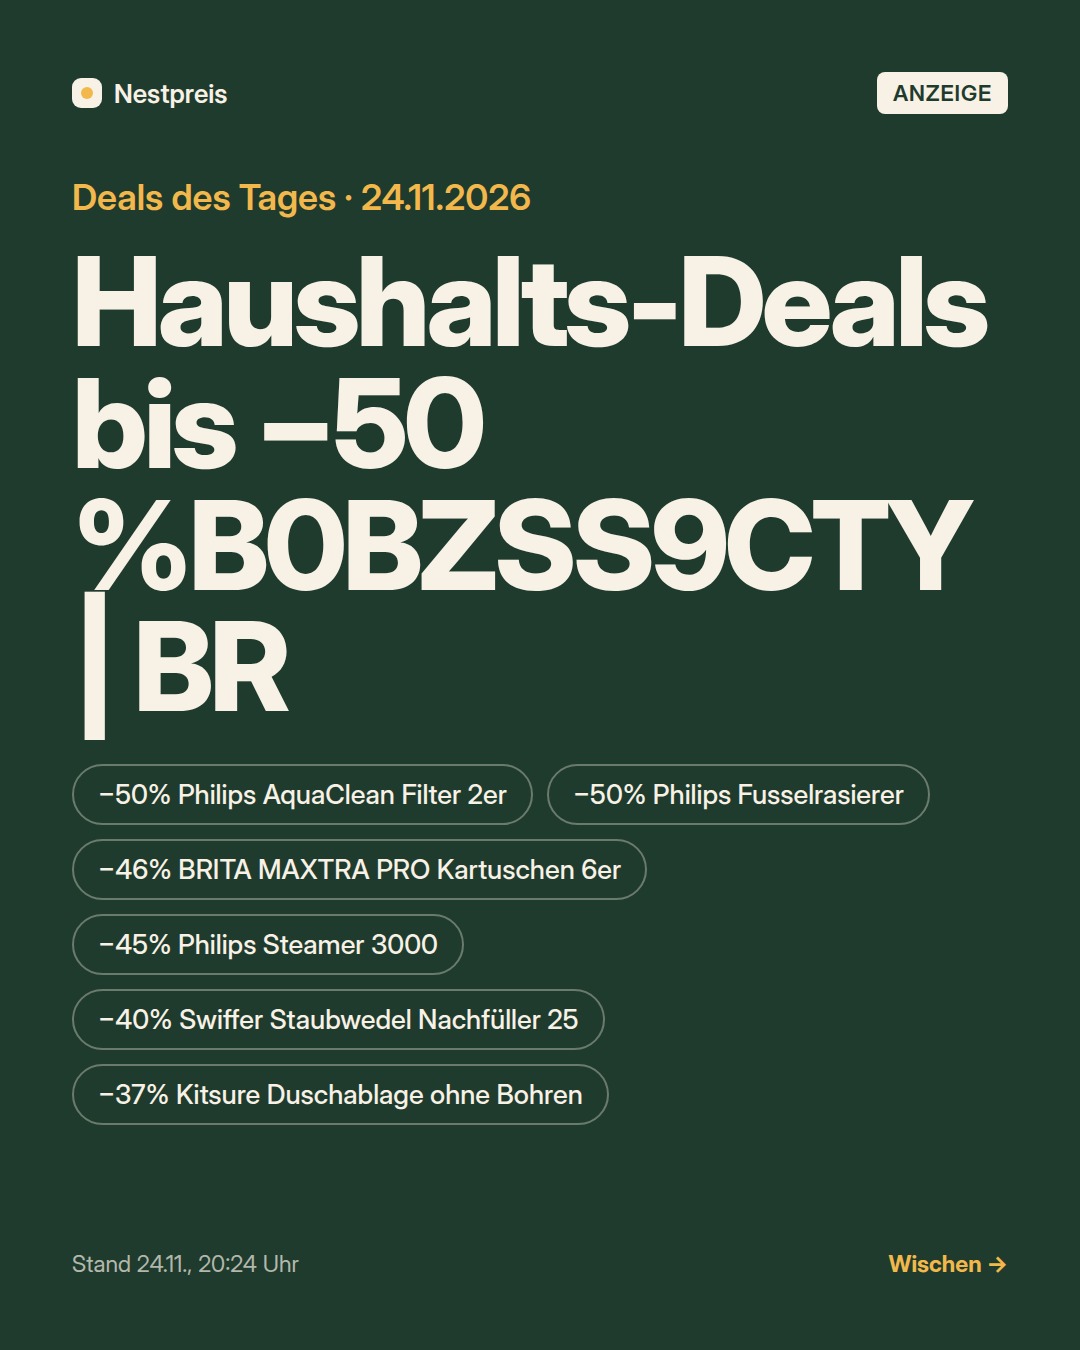 Nestpreis
ANZEIGE
Deals des Tages · 24.11.2026
Haushalts-Deals
bis −50
%B0BZSS9CTY
| BR
−50% Philips AquaClean Filter 2er
−50% Philips Fusselrasierer
−46% BRITA MAXTRA PRO Kartuschen 6er
−45% Philips Steamer 3000
−40% Swiffer Staubwedel Nachfüller 25
−37% Kitsure Duschablage ohne Bohren
Stand 24.11., 20:24 Uhr
Wischen →